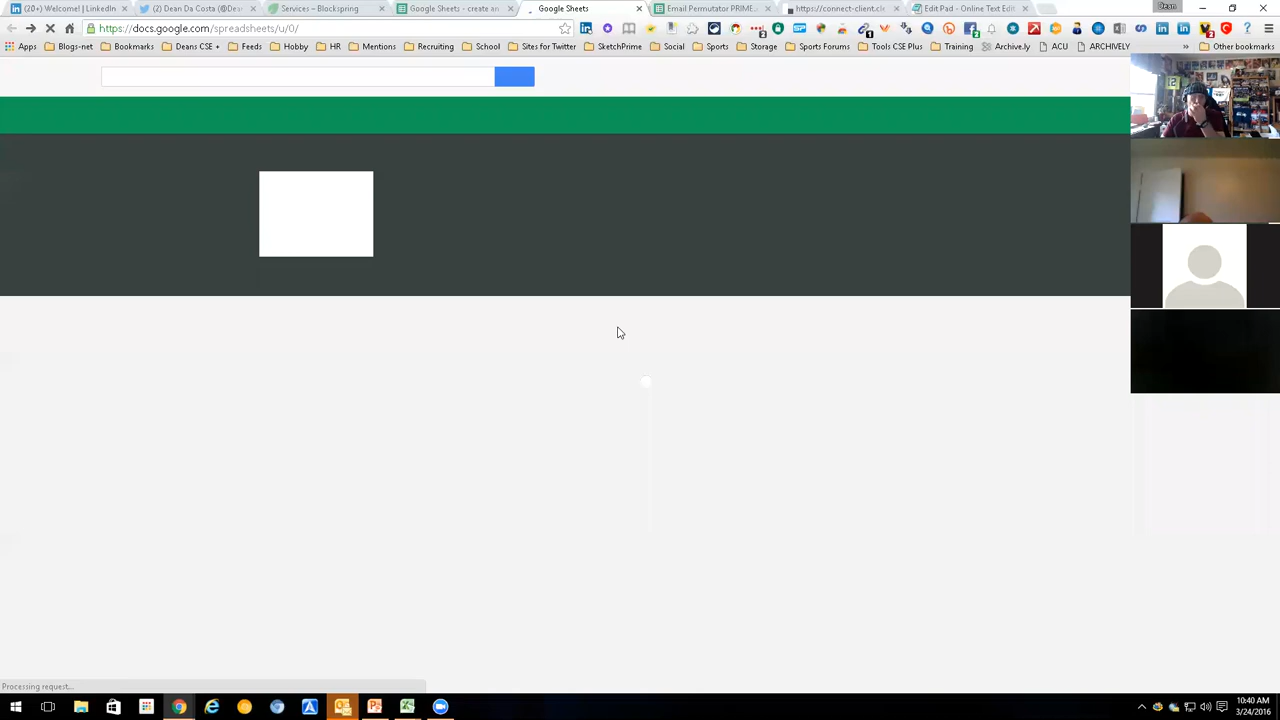 (20+) Welcome! | LinkedIn
(2) Dean Da Costa (@Dean
Services – Blockspring
Google Sheets - create an
Google Sheets
Email Permutator PRIME
https://connect-client.cl
Edit Pad - Online Text Edit
Dean
https://docs.google.com/spreadsheets/u/0/
Apps
Blogs-net
Bookmarks
Deans CSE +
Feeds
Hobby
HR
Mentions
Recruiting
School
Sites for Twitter
SketchPrime
Social
Sports
Storage
Sports Forums
Tools CSE Plus
Training
Archive.ly
ACU
ARCHIVELY
Other bookmarks
Processing request...
10:40 AM
3/24/2016